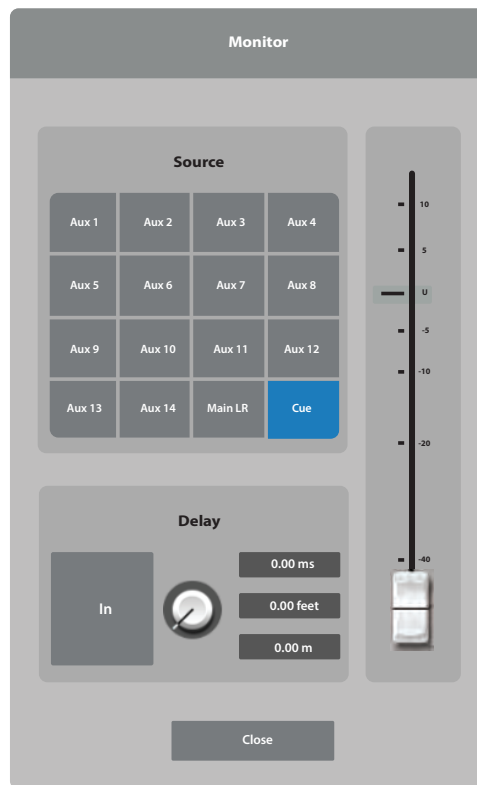 Monitor
Source
Aux 1 Aux 2 Aux 3 Aux 4
Aux 5 Aux 6 Aux 7 Aux 8
Aux 9 Aux 10 Aux 11 Aux 12
Aux 13 Aux 14 Main LR Cue
Delay
In
0.00 ms
0.00 feet
0.00 m
10
5
U
-5
-10
-20
-40
Close